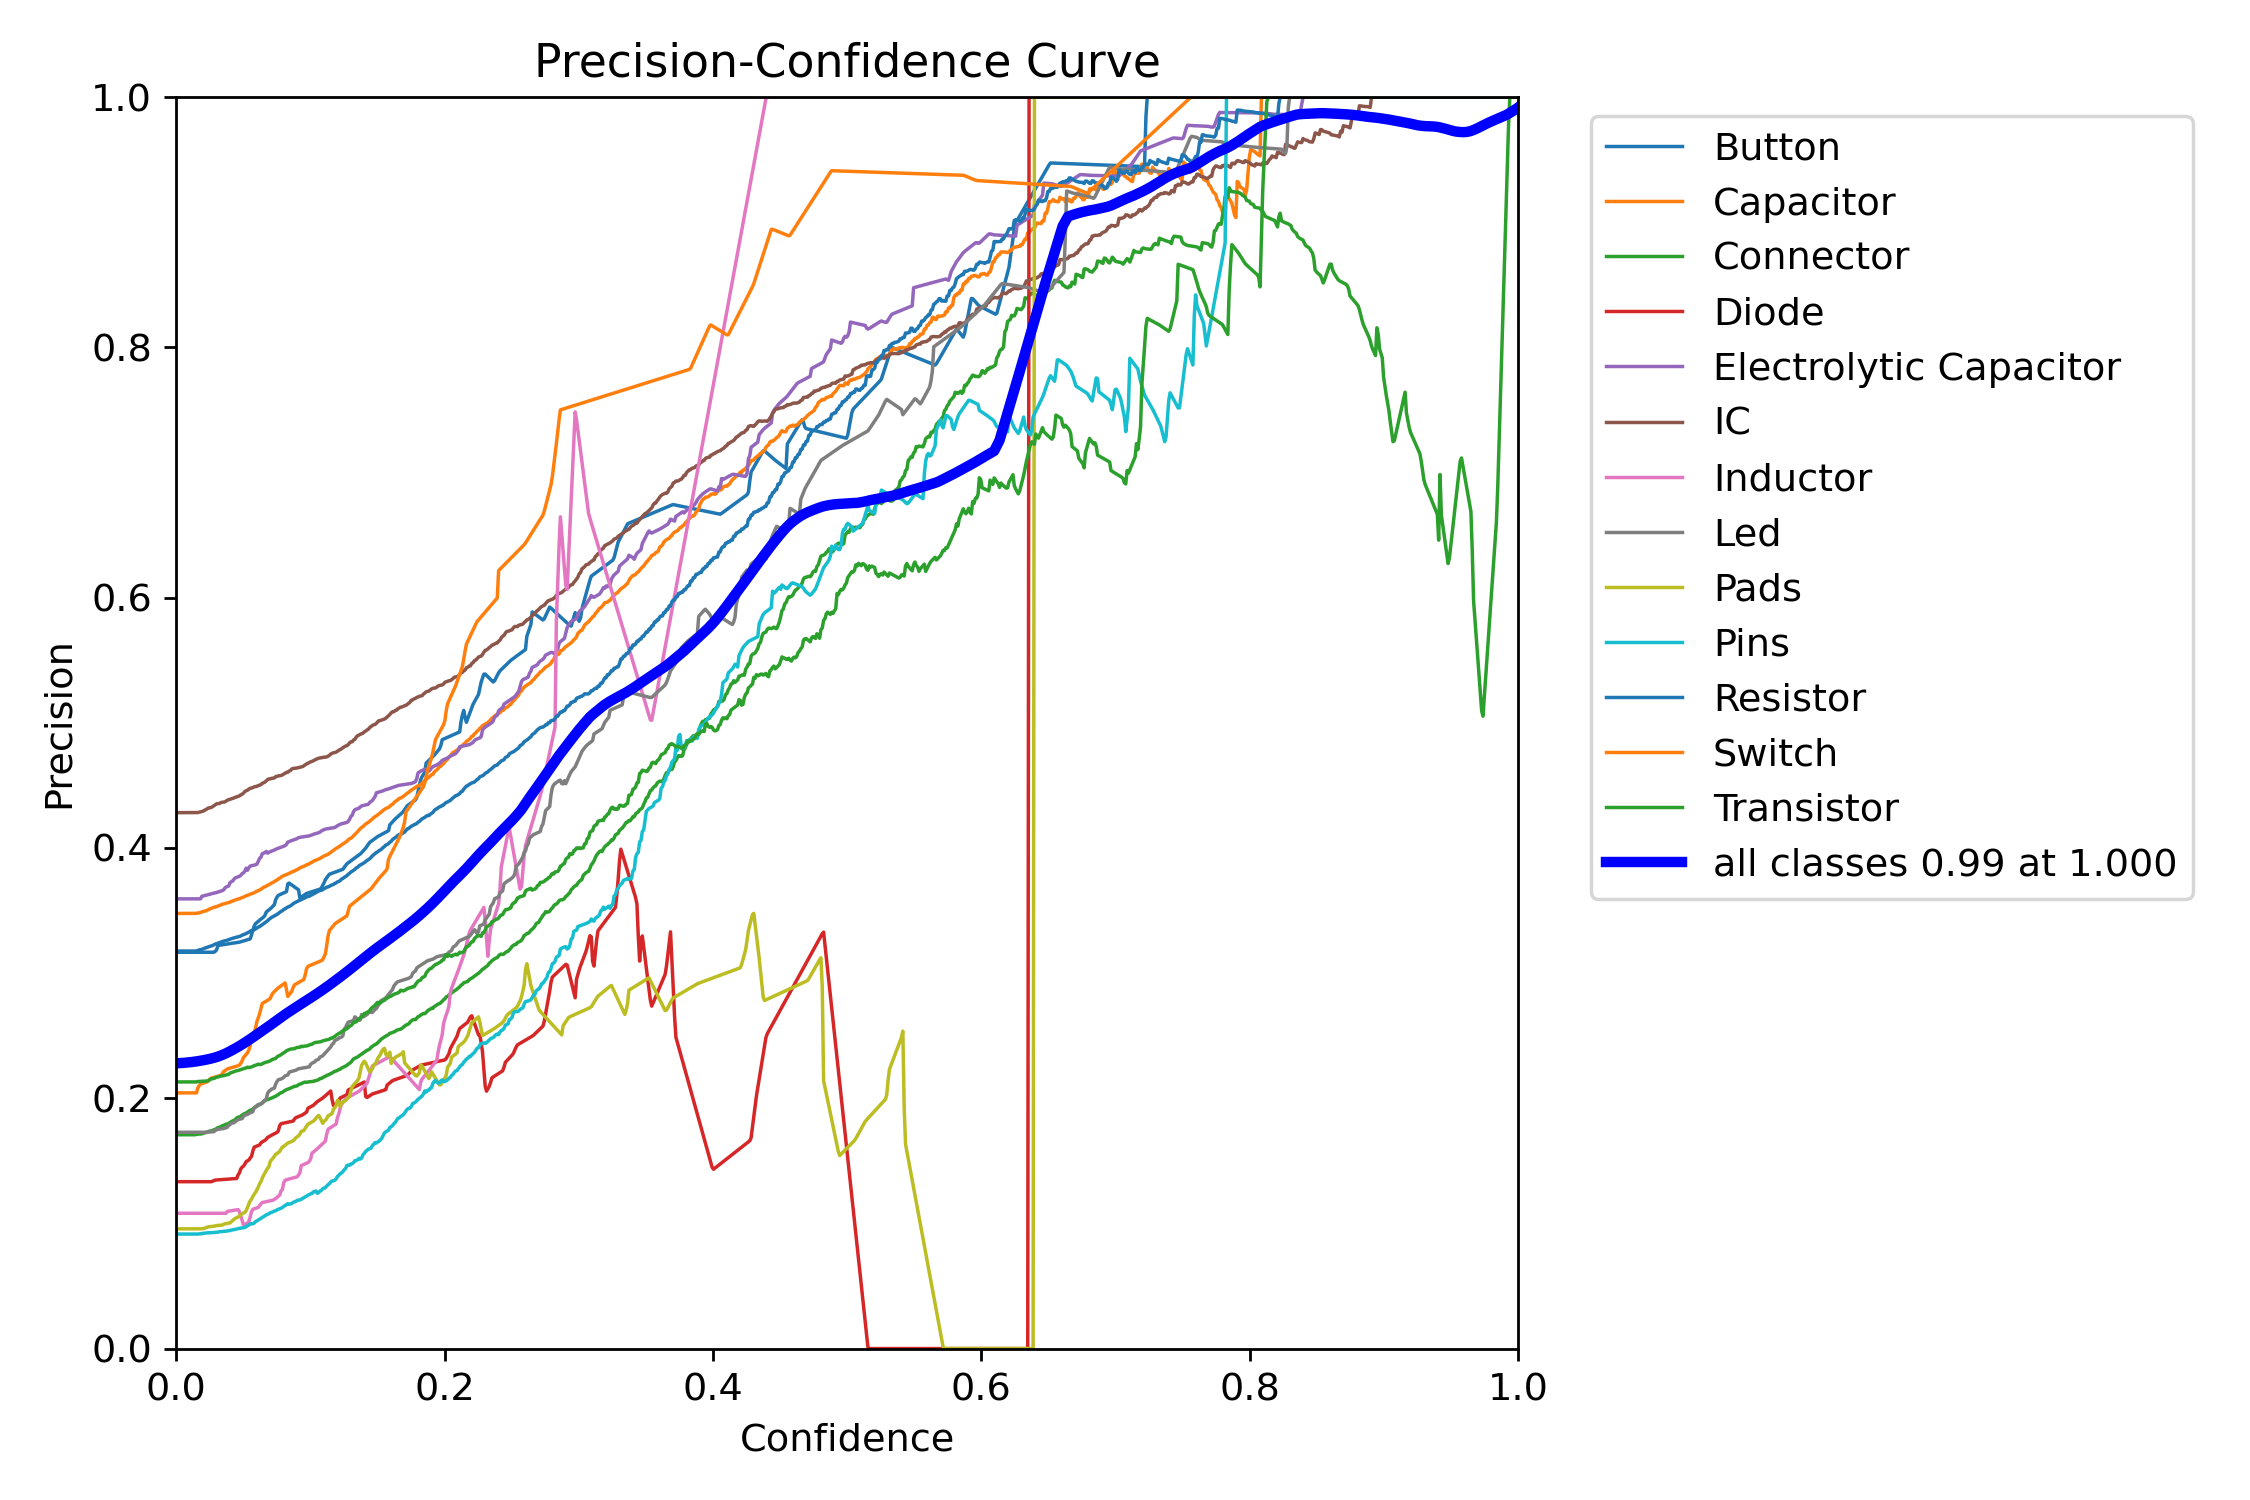 Precision-Confidence Curve
1.0
0.8
0.6
0.4
0.2
0.0
Precision
0.0 0.2 0.4 0.6 0.8 1.0
Confidence
Button
Capacitor
Connector
Diode
Electrolytic Capacitor
IC
Inductor
Led
Pads
Pins
Resistor
Switch
Transistor
all classes 0.99 at 1.000